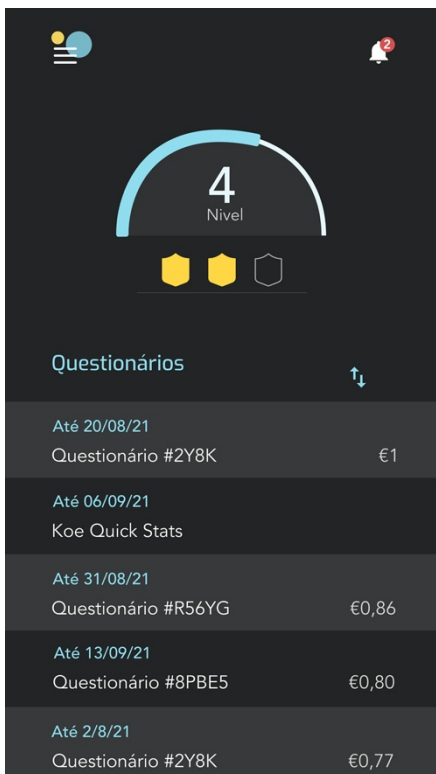 2
4
Nivel
Questionários
Até 20/08/21
Questionário #2Y8K €1
Até 06/09/21
Koe Quick Stats
Até 31/08/21
Questionário #R56YG €0,86
Até 13/09/21
Questionário #8PBE5 €0,80
Até 2/8/21
Questionário #2Y8K €0,77